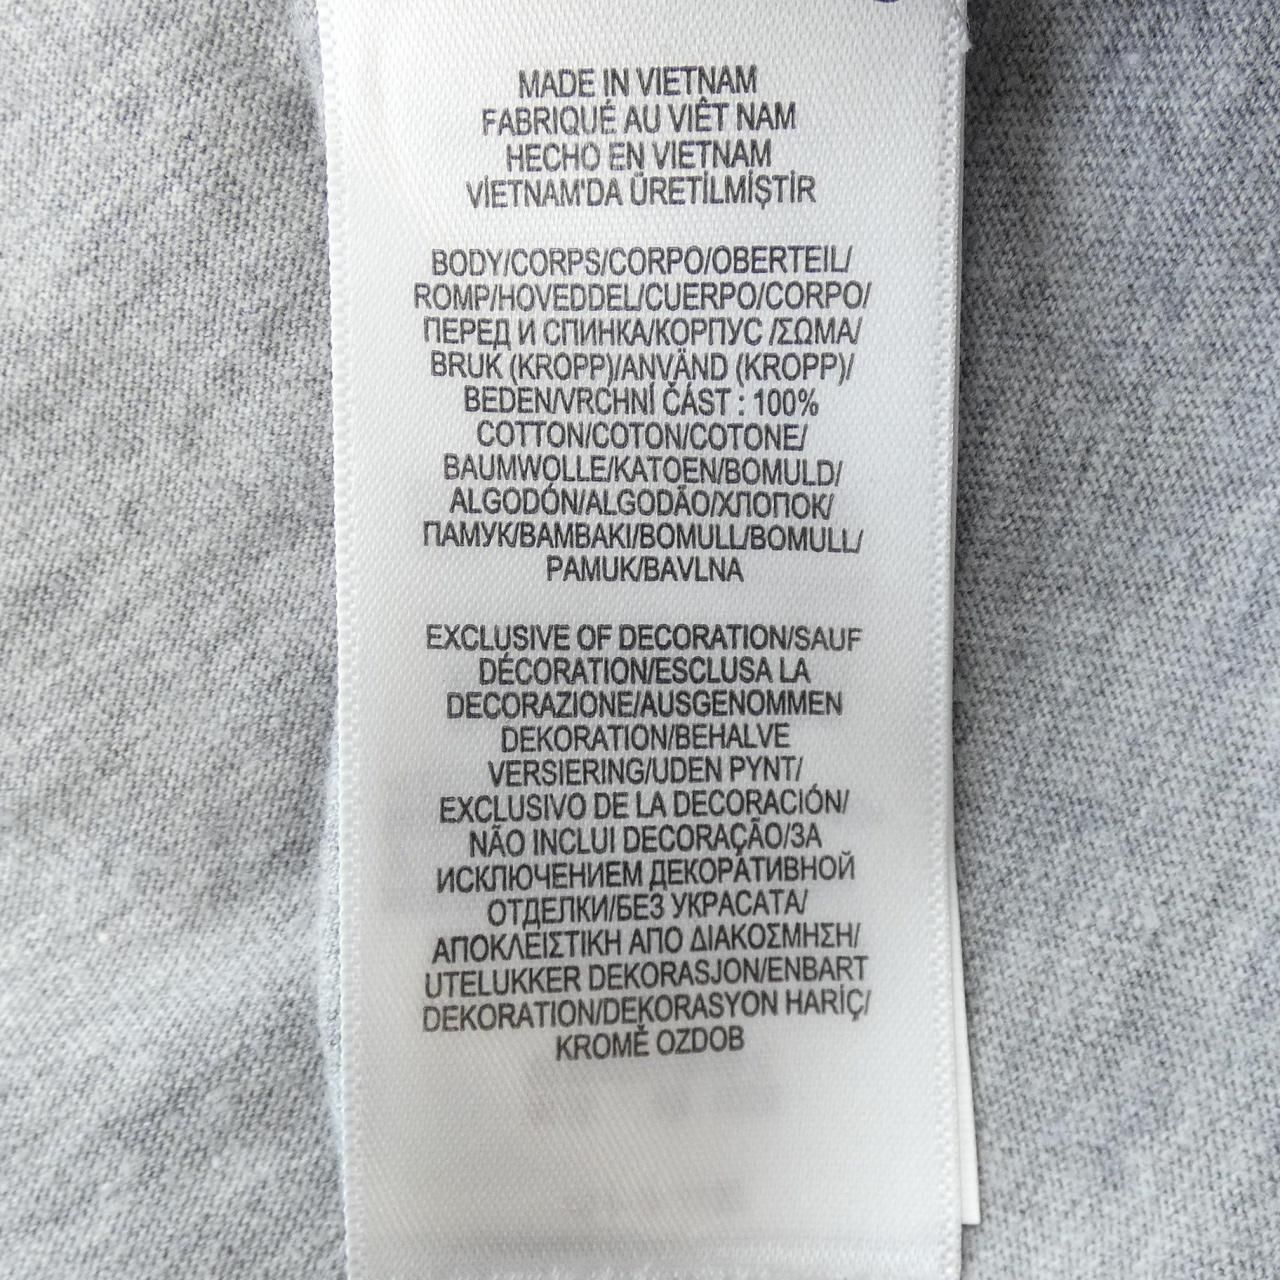 MADE IN VIETNAM
FABRIQUÉ AU VIÊT NAM
HECHO EN VIETNAM
VİETNAM'DA ÜRETİLMİŞTİR
BODY/CORPS/CORPO/OBERTEIL/
ROMP/HOVEDDEL/CUERPO/CORPO/
ПЕРЕД И СПИНКА/КОРПУС /ΣΩΜΑ/
BRUK (KROPP)/ANVÄND (KROPP)/
BEDEN/VRCHNÍ ČÁST : 100%
COTTON/COTON/COTONE/
BAUMWOLLE/KATOEN/BOMULD/
ALGODÓN/ALGODÃO/ХЛОПОК/
ПАМУК/BAMBAKI/BOMULL/BOMULL/
PAMUK/BAVLNA
EXCLUSIVE OF DECORATION/SAUF
DÉCORATION/ESCLUSA LA
DECORAZIONE/AUSGENOMMEN
DEKORATION/BEHALVE
VERSIERING/UDEN PYNT/
EXCLUSIVO DE LA DECORACIÓN/
NÃO INCLUI DECORAÇÃO/ЗА
ИСКЛЮЧЕНИЕМ ДЕКОРАТИВНОЙ
ОТДЕЛКИ/БЕЗ УКРАСАТА/
ΑΠΟΚΛΕΙΣΤΙΚΗ ΑΠΟ ΔΙΑΚΟΣΜΗΣΗ/
UTELUKKER DEKORASJON/ENBART
DEKORATION/DEKORASYON HARİÇ/
KROMĚ OZDOB